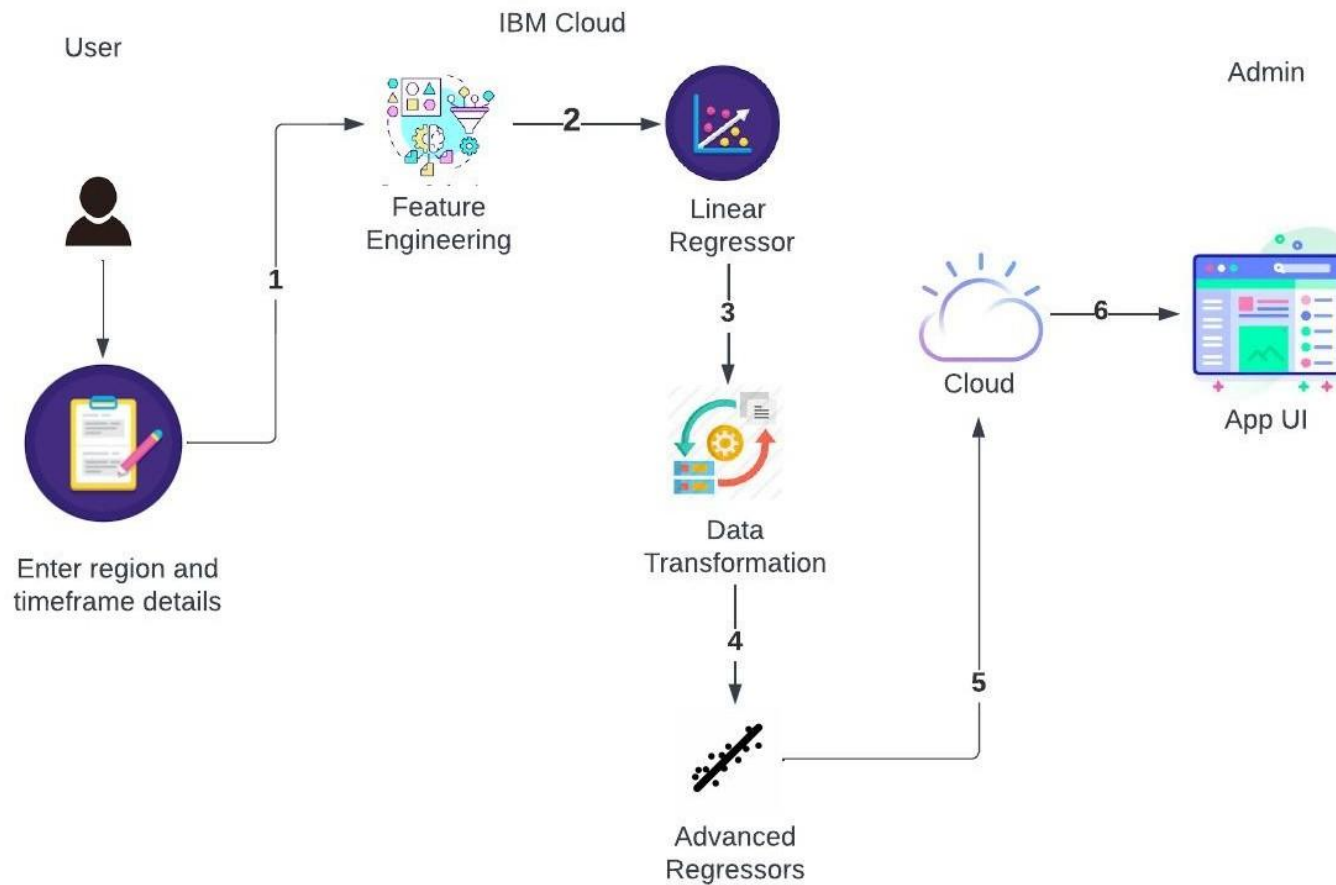 User
IBM Cloud
Admin
1
2
Feature
Engineering
Linear
Regressor
3
Enter region and
timeframe details
Data
Transformation
4
Advanced
Regressors
5
Cloud
6
App UI